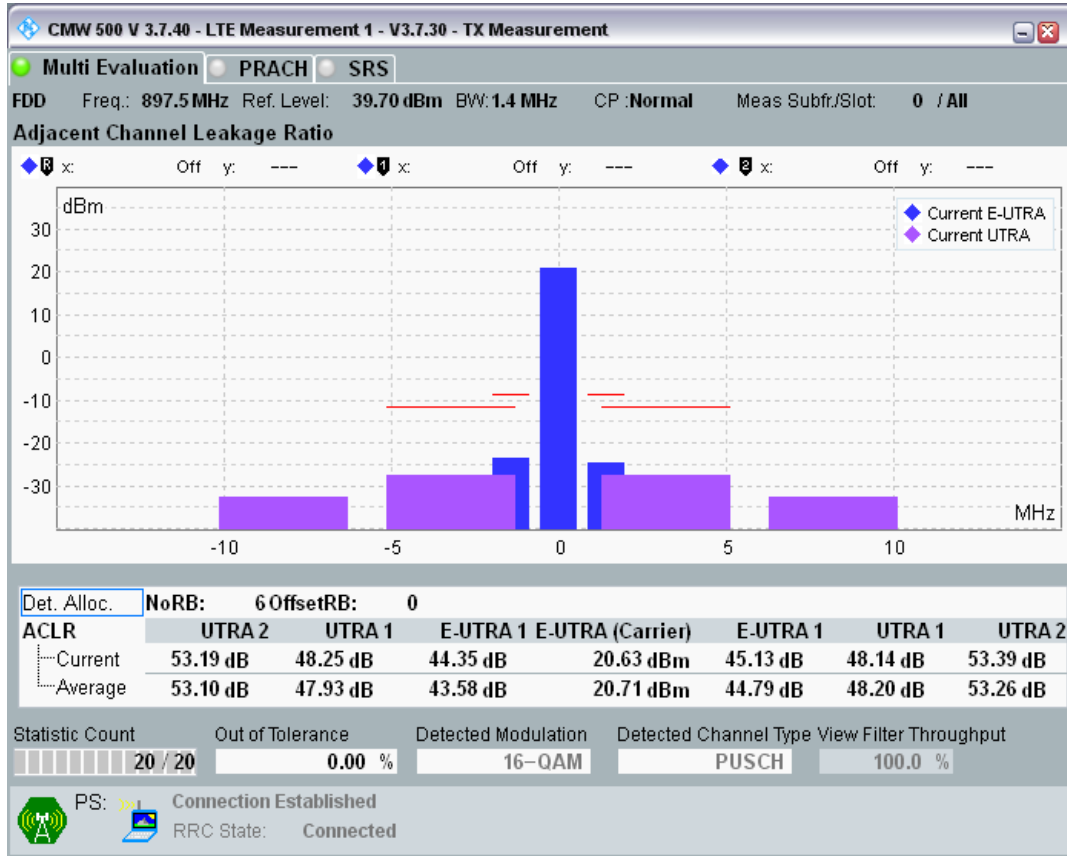 CMW 500 V 3.7.40 - LTE Measurement 1 - V3.7.30 - TX Measurement
Multi Evaluation PRACH SRS
FDD Freq.: 897.5 MHz Ref. Level: 39.70 dBm BW: 1.4 MHz CP :Normal Meas Subfr./Slot: 0 / All
Adjacent Channel Leakage Ratio
R x: Off y: --- 1 x: Off y: --- 2 x: Off y: ---
dBm
Current E-UTRA
Current UTRA
30
20
10
0
-10
-20
-30
MHz
-10 -5 0 5 10
Det. Alloc. NoRB: 6 OffsetRB: 0
ACLR UTRA 2 UTRA 1 E-UTRA 1 E-UTRA (Carrier) E-UTRA 1 UTRA 1 UTRA 2
Current 53.19 dB 48.25 dB 44.35 dB 20.63 dBm 45.13 dB 48.14 dB 53.39 dB
Average 53.10 dB 47.93 dB 43.58 dB 20.71 dBm 44.79 dB 48.20 dB 53.26 dB
Statistic Count Out of Tolerance Detected Modulation Detected Channel Type View Filter Throughput
20 / 20 0.00 % 16-QAM PUSCH 100.0 %
PS: Connection Established
RRC State: Connected